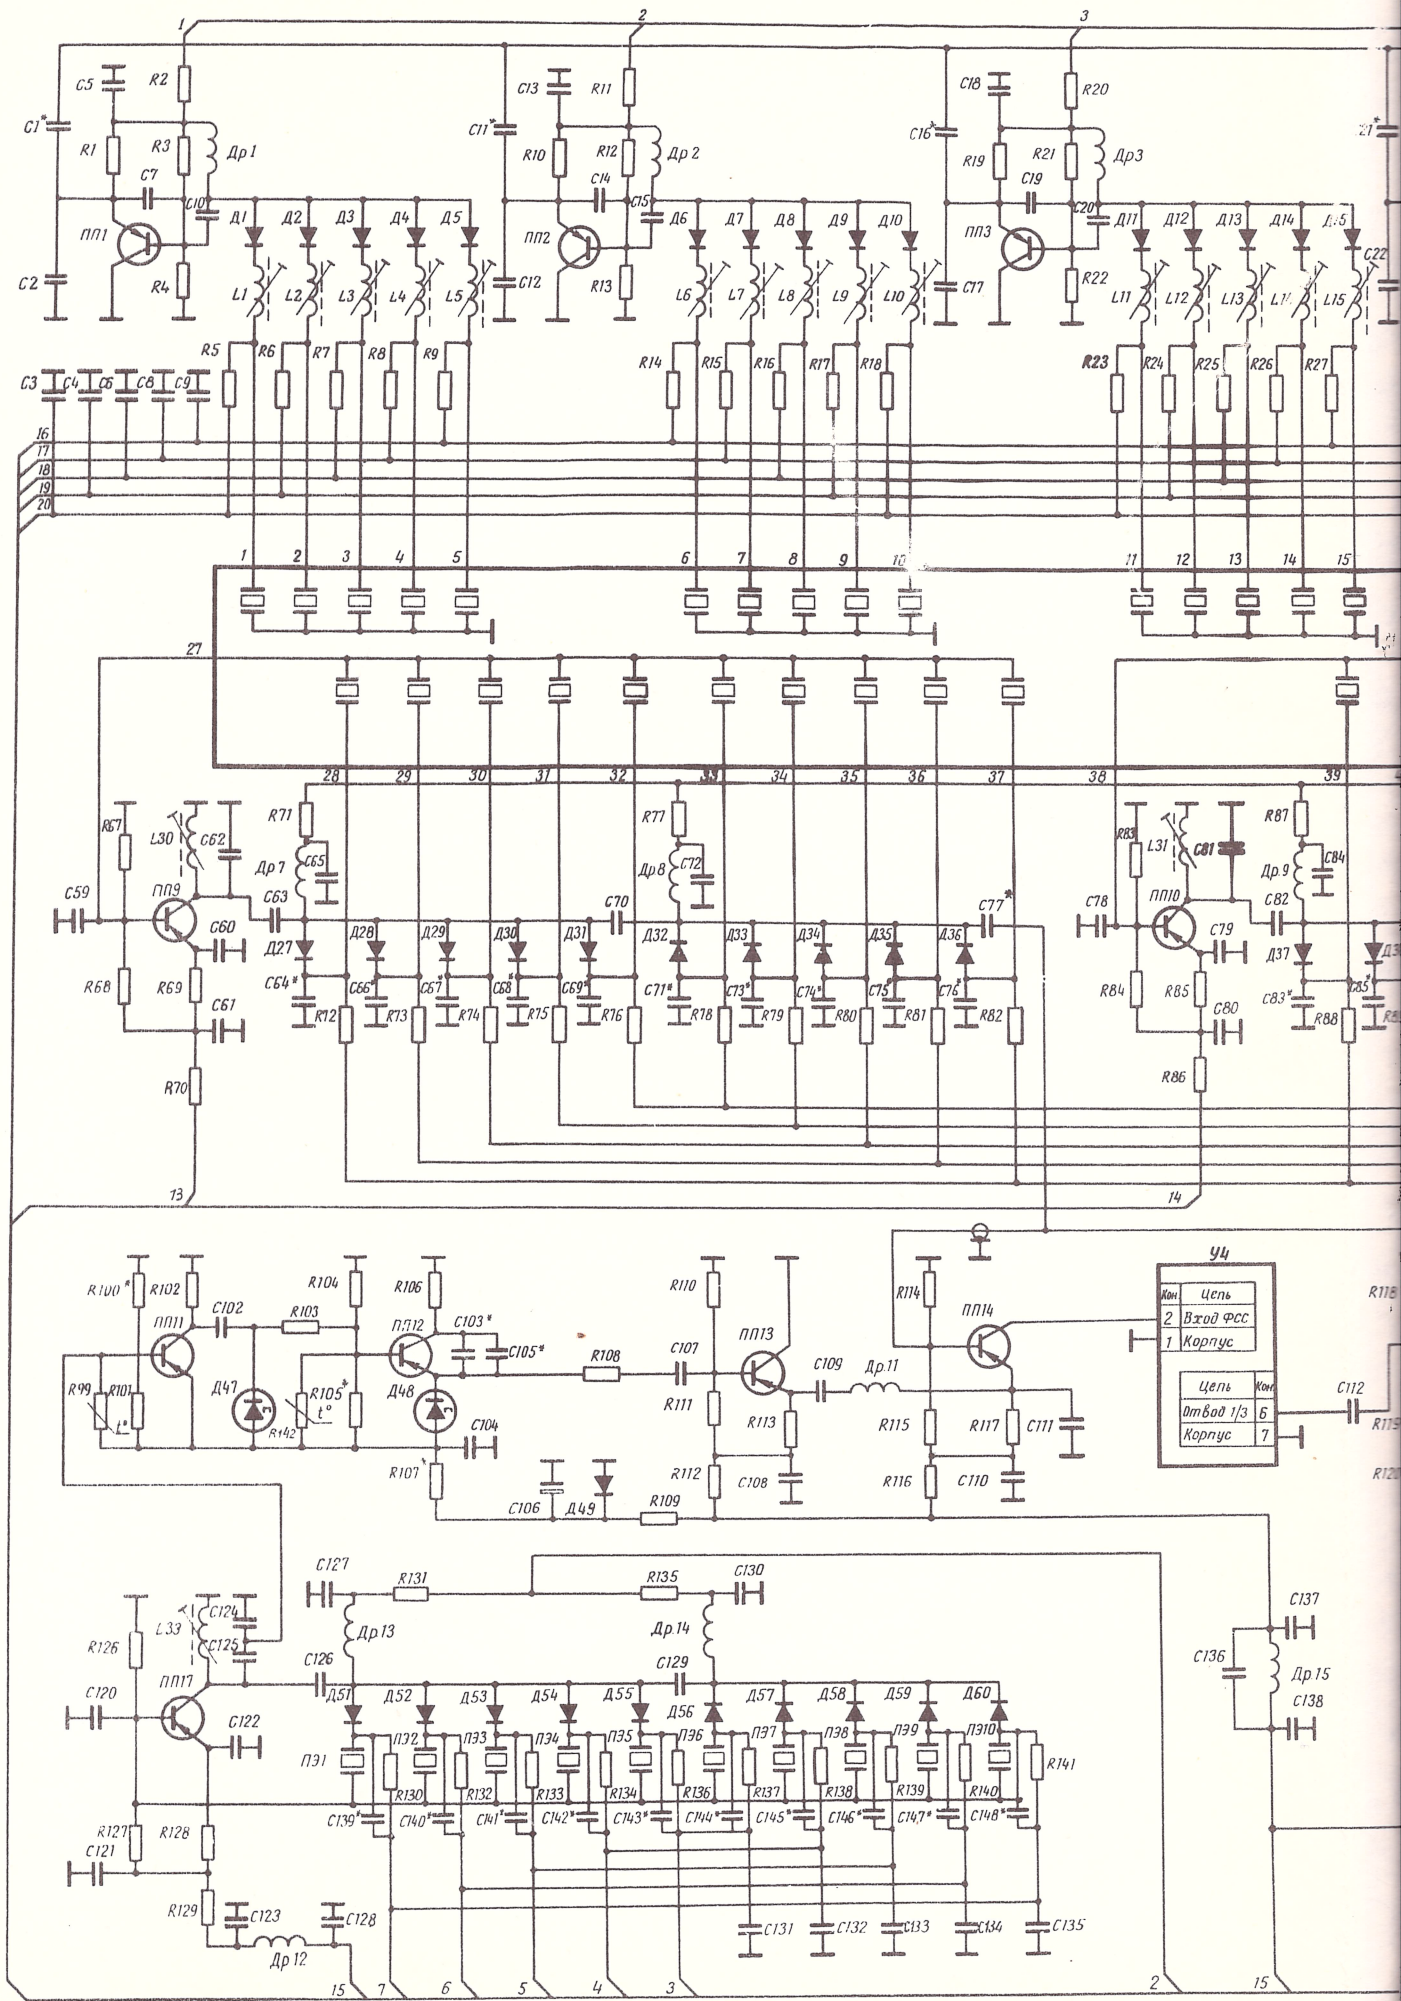 1 2 3
C5 R2 C13 R11 C18 R20
C1* R1 R3 Др1 C11* R10 R12 Др2 C16* R19 R21 Др3
C7 C10 Д1 Д2 Д3 Д4 Д5 C14 C15 Д6 Д7 Д8 Д9 Д10 C19 C20 Д11 Д12 Д13 Д14 Д15
ПП1 ПП2 ПП3
C2 R4 L1 L2 L3 L4 L5 C12 R13 L6 L7 L8 L9 L10 C17 R22 L11 L12 L13 L14 L15 C22
R5 R6 R7 R8 R9 R14 R15 R16 R17 R18 R23 R24 R25 R26 R27
C3 C4 C6 C8 C9
16
17
18
19
20
1 2 3 4 5 6 7 8 9 10 11 12 13 14 15
27
28 29 30 31 32 33 34 35 36 37 38 39
R67 L30 C62 R71 Др7 C65 R77 Др8 C72 R83 L31 C81 R87 Др.9 C84
C59 ПП9 C63 C70 C77* C78 ПП10 C82
C60 Д27 Д28 Д29 Д30 Д31 Д32 Д33 Д34 Д35 Д36 C79 Д37
R68 R69 C64* C66* C67* C68* C69* C71* C73* C74* C75* C76* R84 R85 C83* C85*
C61 R72 R73 R74 R75 R76 R78 R79 R80 R81 R82 C80 R88
R70 R86
13 14
R100* R102 R104 R106 R110 R114 У4
C102 R103 C103* Кон Цепь R118
ПП11 ПП12 C105* ПП13 ПП14 2 Вход ФСС
R108 C107 C109 Др.11 1 Корпус
R99 R101 t° Д47 R142 R105* t° Д48 R111 R113 Цепь Кон C112
C104 R115 R117 C111 Отвод 1/3 6 R119
R107* R112 C108 R116 C110 Корпус 7 R120
C106 Д49 R109
C127 R131 R135 C130 C137
R126 L33 C124 C125 Др.13 Др.14 C136 Др.15
C126 C129 C138
C120 ПП17 Д51 Д52 Д53 Д54 Д55 Д56 Д57 Д58 Д59 Д60
C122 ПЭ1 ПЭ2 ПЭ3 ПЭ4 ПЭ5 ПЭ6 ПЭ7 ПЭ8 ПЭ9 ПЭ10 R141
R130 R132 R133 R134 R136 R137 R138 R139 R140
R127 R128 C139* C140* C141* C142* C143* C144* C145* C146* C147* C148*
C121
R129 C123 C128 C131 C132 C133 C134 C135
Др 12
15 7 6 5 4 3 2 15